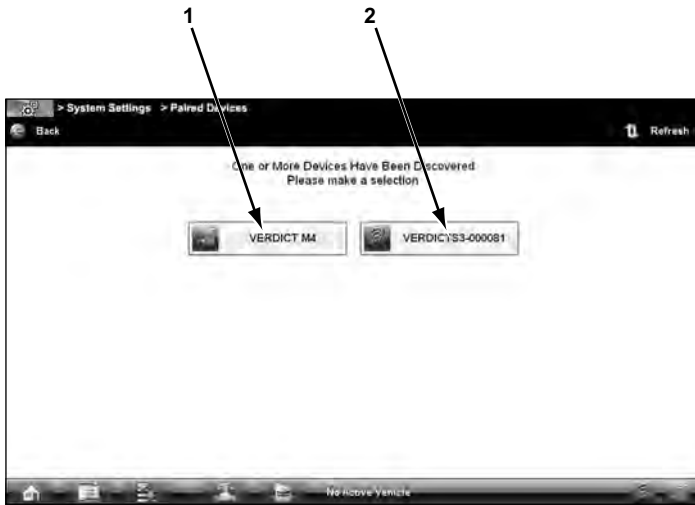 1 2
> System Settings > Paired Devices
Back Refresh
One or More Devices Have Been Discovered
Please make a selection
VERDICT M4 VERDICTS3-000081
No Active Vehicle